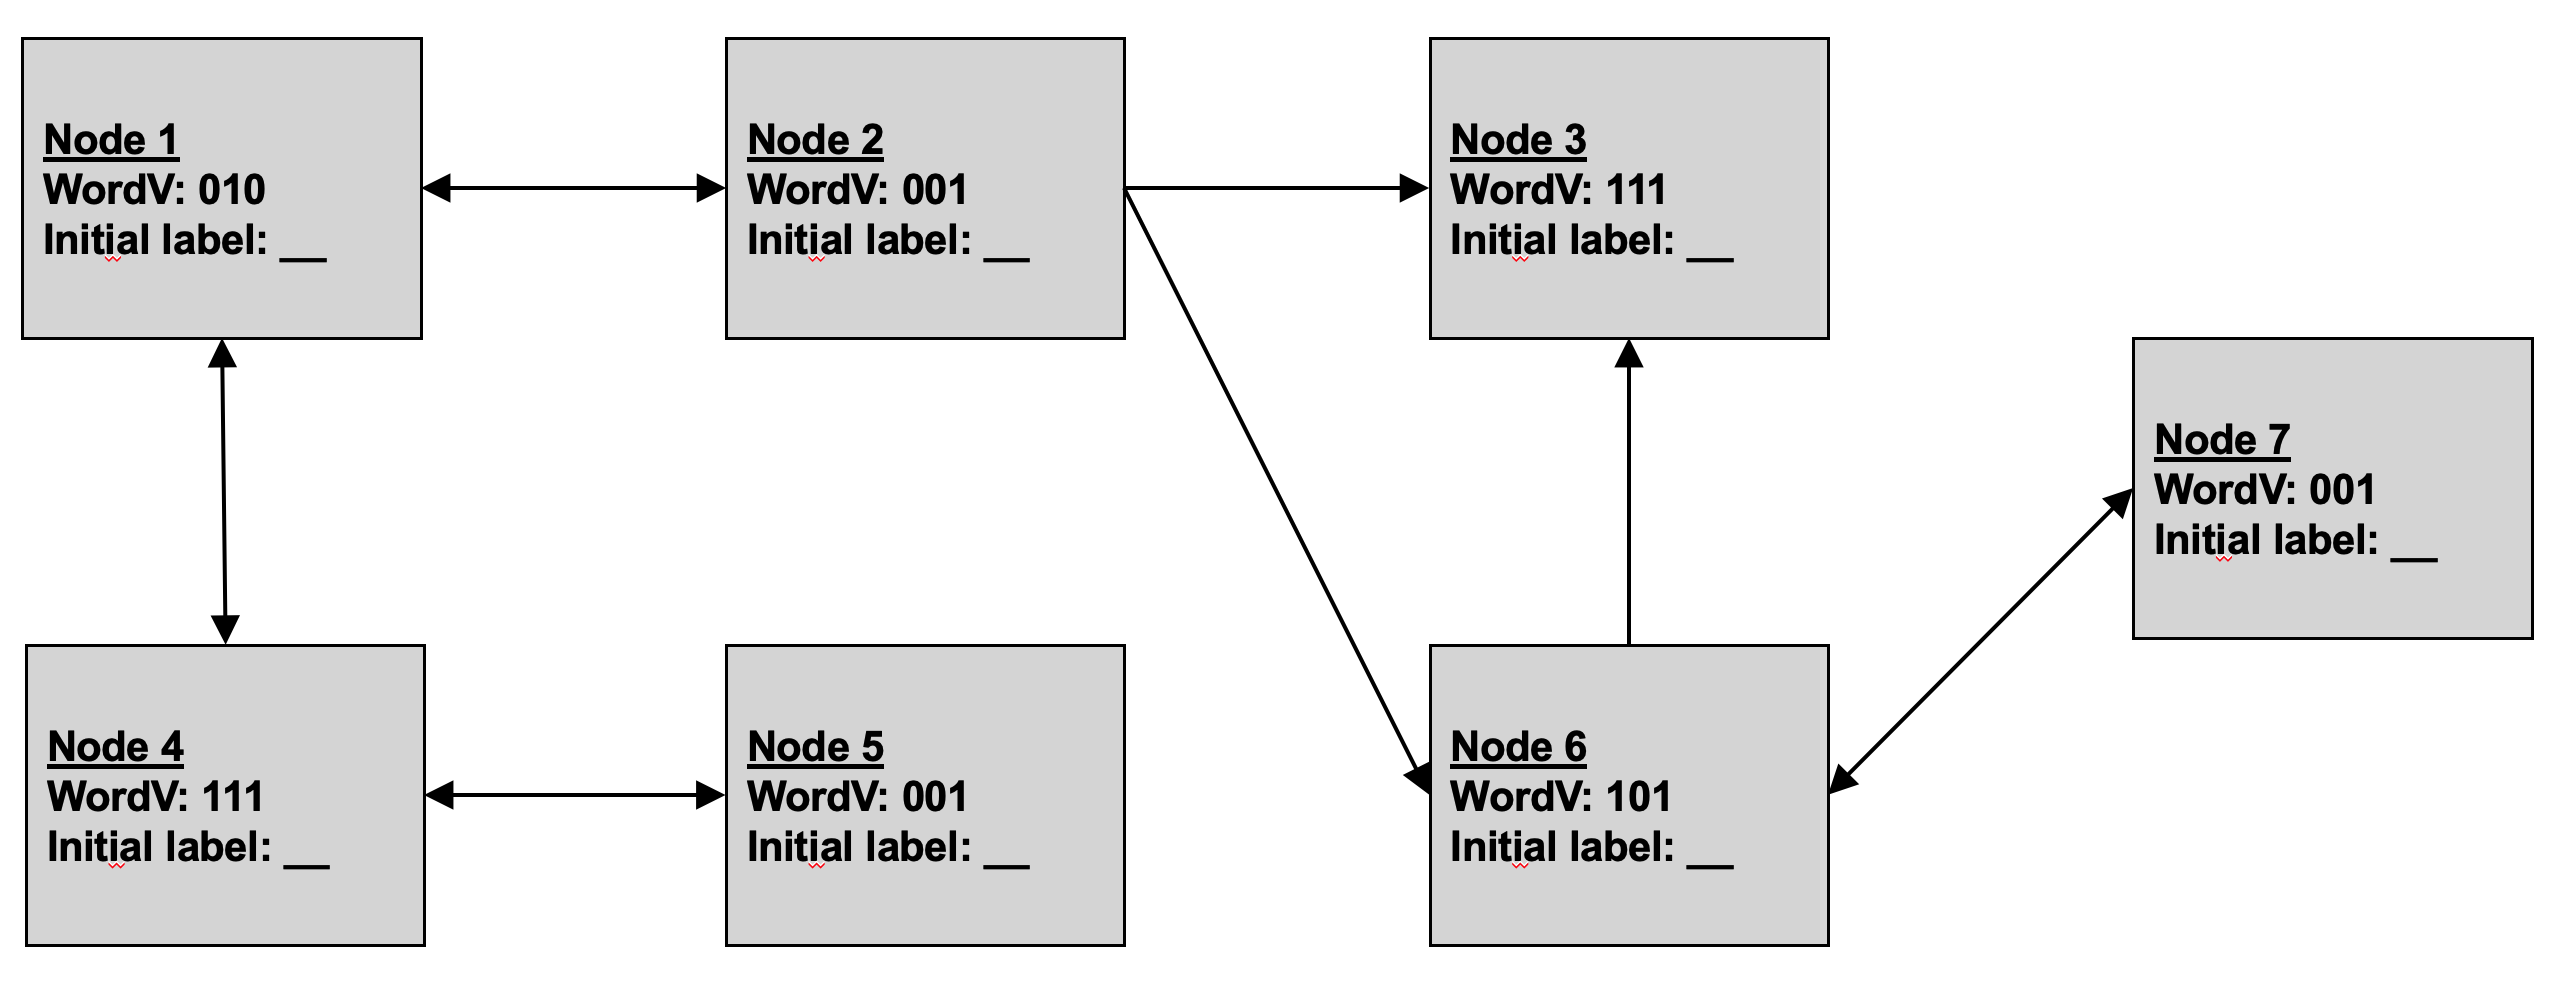 Node 1
WordV: 010
Initial label: __
Node 2
WordV: 001
Initial label: __
Node 3
WordV: 111
Initial label: __
Node 7
WordV: 001
Initial label: __
Node 4
WordV: 111
Initial label: __
Node 5
WordV: 001
Initial label: __
Node 6
WordV: 101
Initial label: __